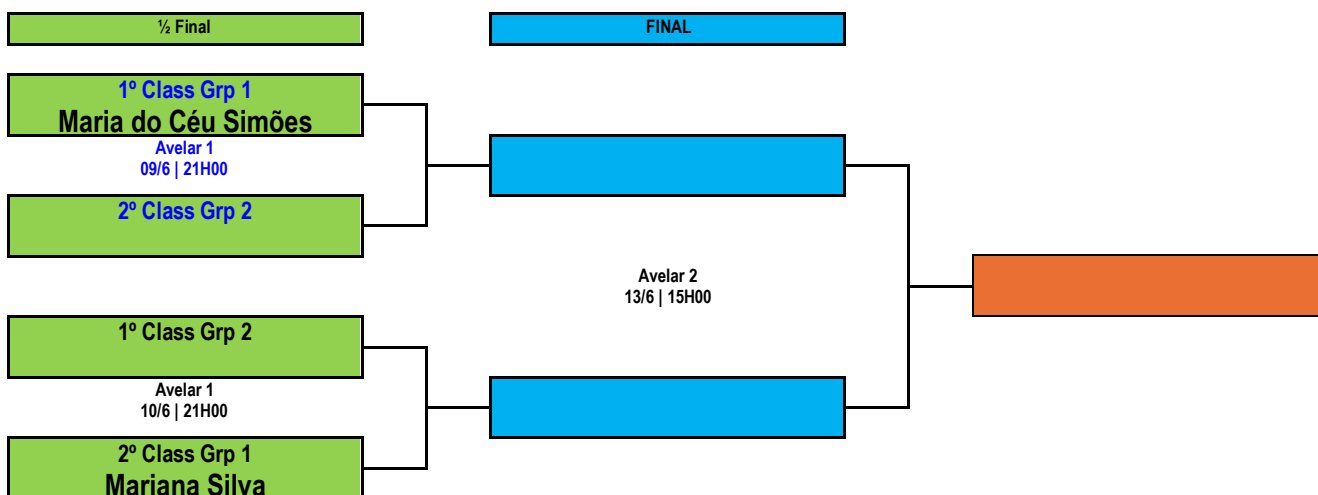 ½ Final
FINAL
1º Class Grp 1
Maria do Céu Simões
Avelar 1
09/6 | 21H00
2º Class Grp 2
Avelar 2
13/6 | 15H00
1º Class Grp 2
Avelar 1
10/6 | 21H00
2º Class Grp 1
Mariana Silva